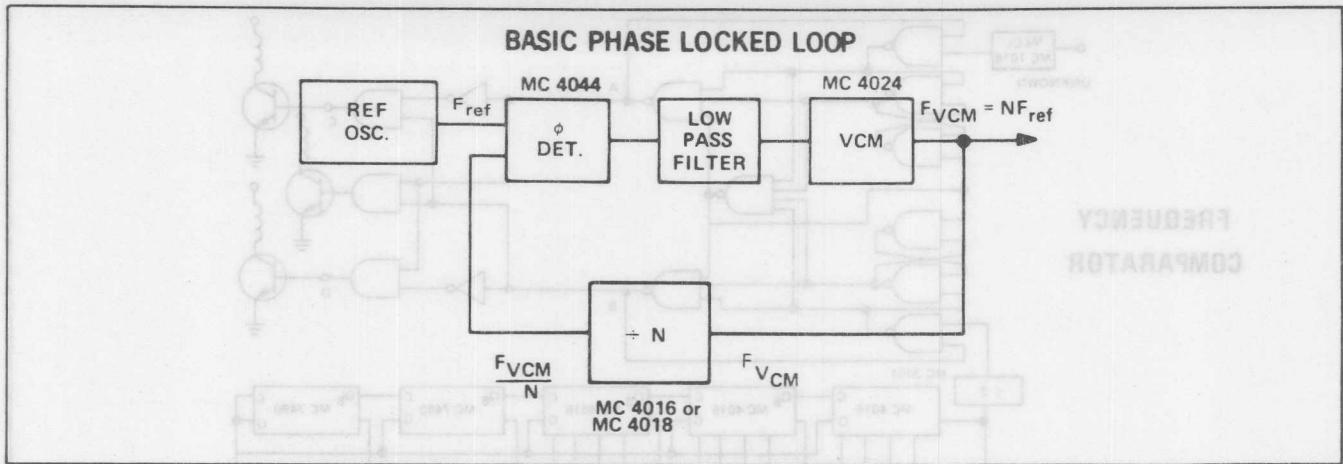 BASIC PHASE LOCKED LOOP
MC 4044
MC 4024
REF
OSC.
F_ref
ϕ
DET.
LOW
PASS
FILTER
VCM
F_VCM = NF_ref
÷ N
F_VCM
N
F_VCM
MC 4016 or
MC 4018
FREQUENCY
COMPARATOR
UNKNOWN